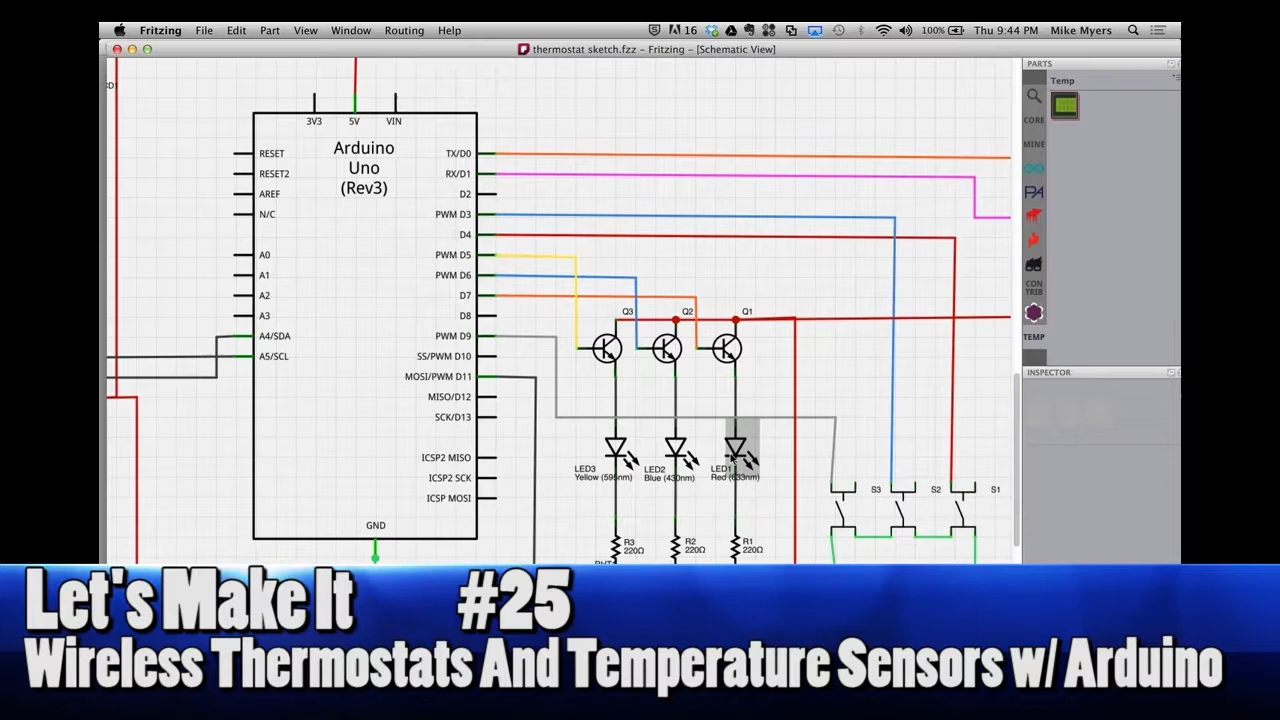 Fritzing File Edit Part View Window Routing Help 16 100% Thu 9:44 PM Mike Myers
thermostat sketch.fzz – Fritzing – [Schematic View]
PARTS
Temp
CORE
MINE
PA
CON
TRIB
TEMP
INSPECTOR
3V3 5V VIN
Arduino
Uno
(Rev3)
RESET
RESET2
AREF
N/C
A0
A1
A2
A3
A4/SDA
A5/SCL
TX/D0
RX/D1
D2
PWM D3
D4
PWM D5
PWM D6
D7
D8
PWM D9
SS/PWM D10
MOSI/PWM D11
MISO/D12
SCK/D13
ICSP2 MISO
ICSP2 SCK
ICSP MOSI
GND
Q3 Q2 Q1
LED3
Yellow (595nm)
LED2
Blue (430nm)
LED1
Red (633nm)
S3 S2 S1
R3
220Ω
R2
220Ω
R1
220Ω
Let's Make It #25
Wireless Thermostats And Temperature Sensors w/ Arduino